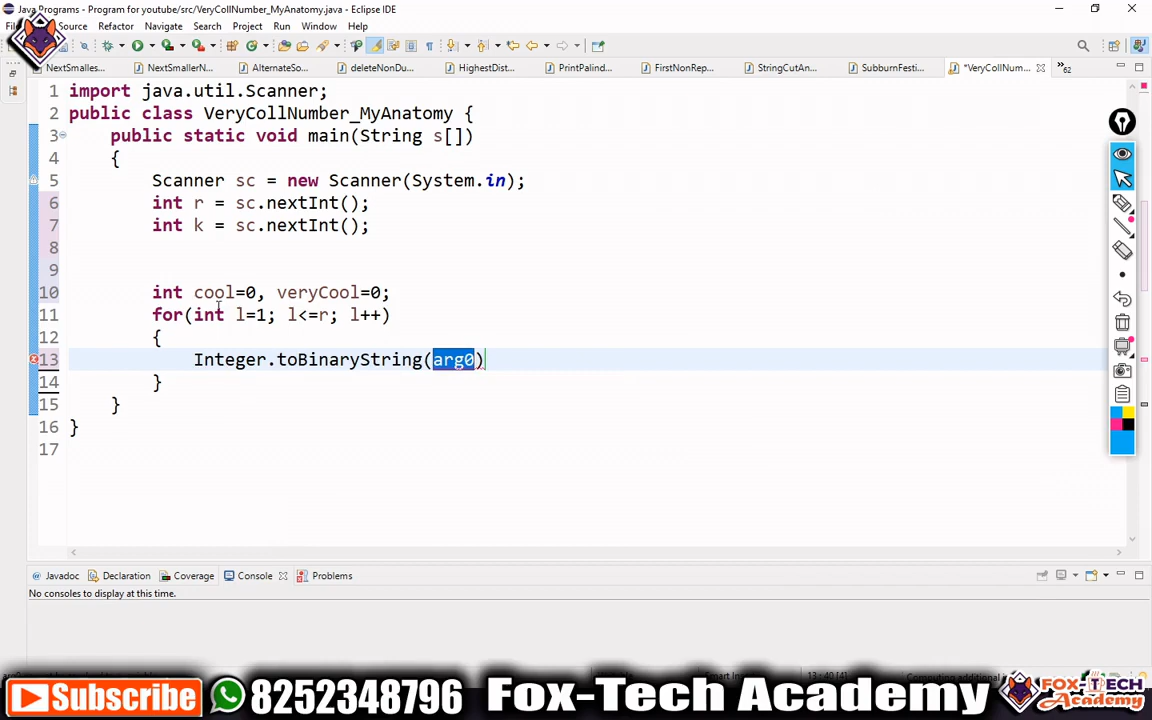 Java Programs - Program for youtube/src/VeryCollNumber_MyAnatomy.java - Eclipse IDE
Source Refactor Navigate Search Project Run Window Help
NextSmalles... NextSmallerN... AlternateSo... deleteNonDu... HighestDist... PrintPalind... FirstNonRep... StringCutAn... SubburnFesti... *VeryCollNum... 62
1 import java.util.Scanner;
2 public class VeryCollNumber_MyAnatomy {
3 public static void main(String s[])
4 {
5 Scanner sc = new Scanner(System.in);
6 int r = sc.nextInt();
7 int k = sc.nextInt();
8
9
10 int cool=0, veryCool=0;
11 for(int l=1; l<=r; l++)
12 {
13 Integer.toBinaryString(arg0)
14 }
15 }
16 }
17
@ Javadoc Declaration Coverage Console Problems
No consoles to display at this time.
Subscribe 8252348796 Fox-Tech Academy FOX-TECH Academy